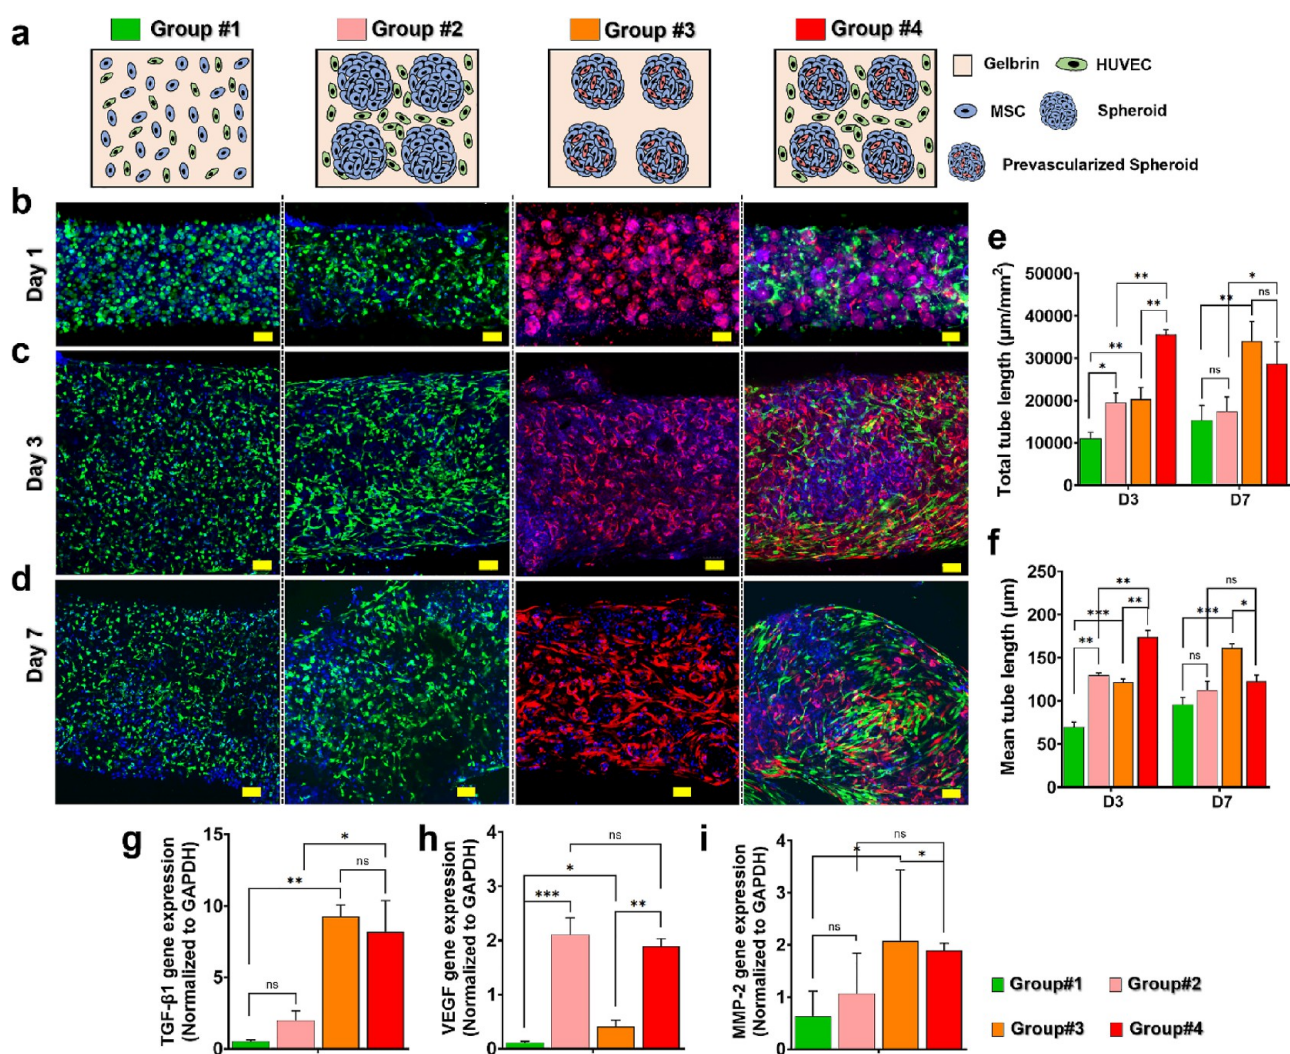 a
Group #1
Group #2
Group #3
Group #4
Gelbrin
HUVEC
MSC
Spheroid
Prevascularized Spheroid
b
Day 1
c
Day 3
d
Day 7
e
Total tube length (µm/mm²)
50000
40000
30000
20000
10000
0
*
**
**
**
**
ns
*
ns
D3
D7
f
Mean tube length (µm)
250
200
150
100
50
0
**
***
**
**
ns
***
ns
*
D3
D7
g
TGF-β1 gene expression
(Normalized to GAPDH)
15
10
5
0
ns
**
*
ns
h
VEGF gene expression
(Normalized to GAPDH)
4
3
2
1
0
***
*
ns
**
i
MMP-2 gene expression
(Normalized to GAPDH)
4
3
2
1
0
ns
*
ns
*
Group#1
Group#2
Group#3
Group#4